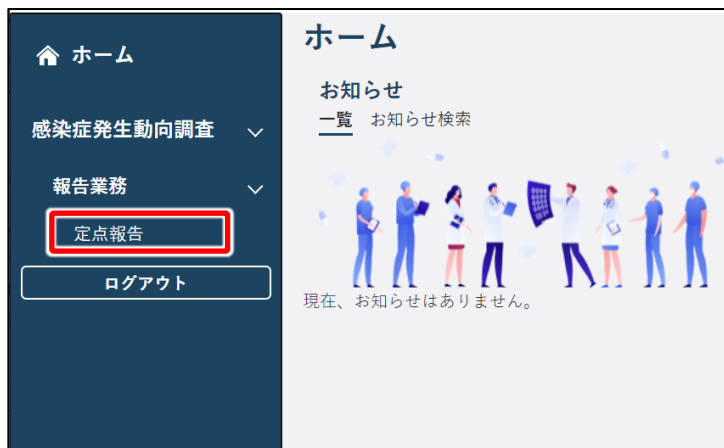 ホーム
感染症発生動向調査
報告業務
定点報告
ログアウト
ホーム
お知らせ
一覧 お知らせ検索
現在、お知らせはありません。